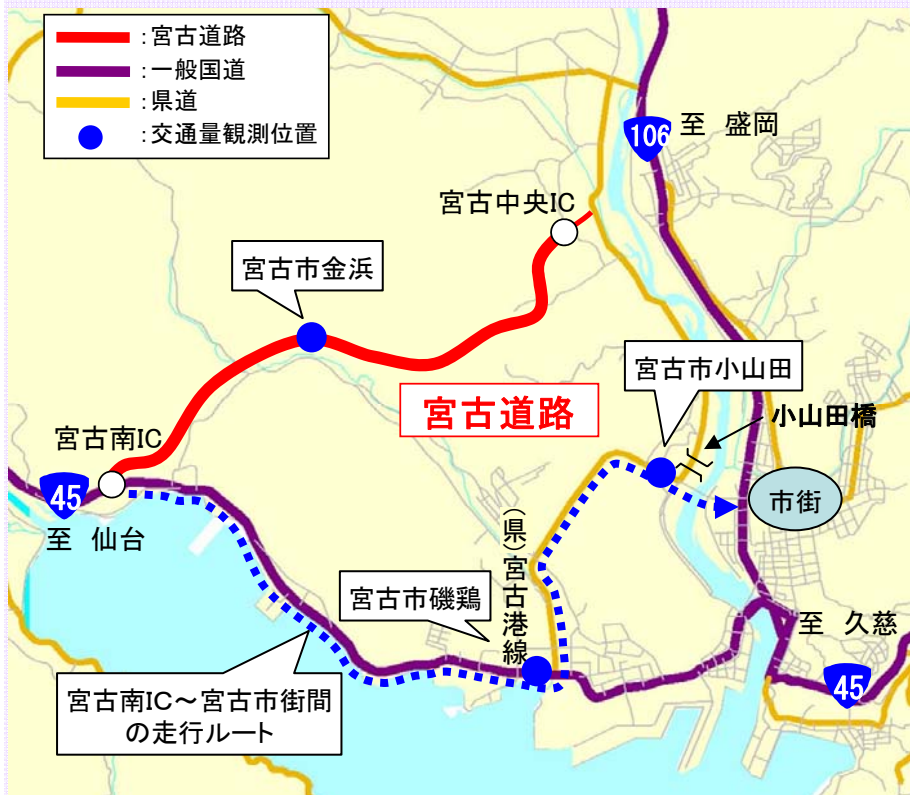 ：宮古道路
：一般国道
：県道
：交通量観測位置
106
至 盛岡
宮古中央IC
宮古市金浜
宮古市小山田
宮古道路
小山田橋
宮古南IC
45
至 仙台
市街
(県)宮古港線
宮古市磯鶏
至 久慈
45
宮古南IC～宮古市街間
の走行ルート